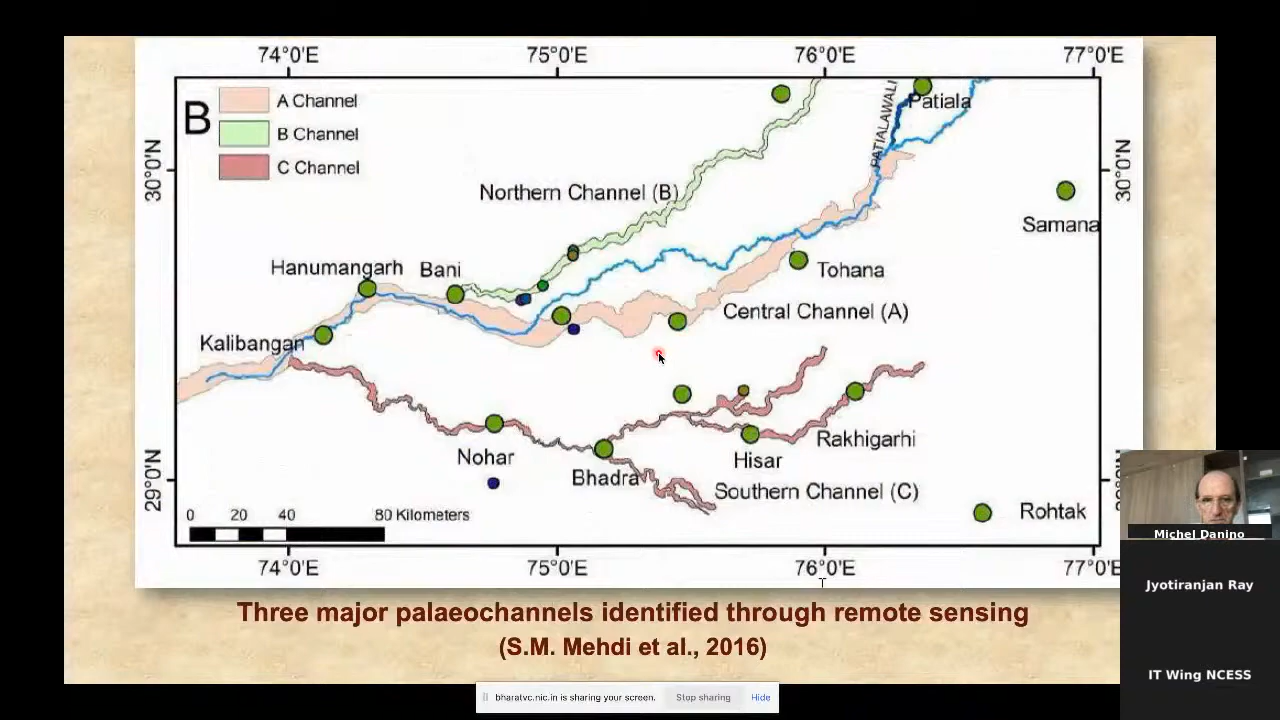 74°0'E
75°0'E
76°0'E
77°0'E
B
A Channel
B Channel
C Channel
30°0'N
29°0'N
PATIALAWALI
Patiala
30°0'N
Northern Channel (B)
Samana
Hanumangarh
Bani
Tohana
Central Channel (A)
Kalibangan
Rakhigarhi
Nohar
Hisar
Bhadra
Southern Channel (C)
Rohtak
0 20 40 80 Kilometers
74°0'E
75°0'E
76°0'E
77°0'E
Three major palaeochannels identified through remote sensing
(S.M. Mehdi et al., 2016)
Michel Danino
Jyotiranjan Ray
IT Wing NCESS
bharatvc.nic.in is sharing your screen.
Stop sharing
Hide